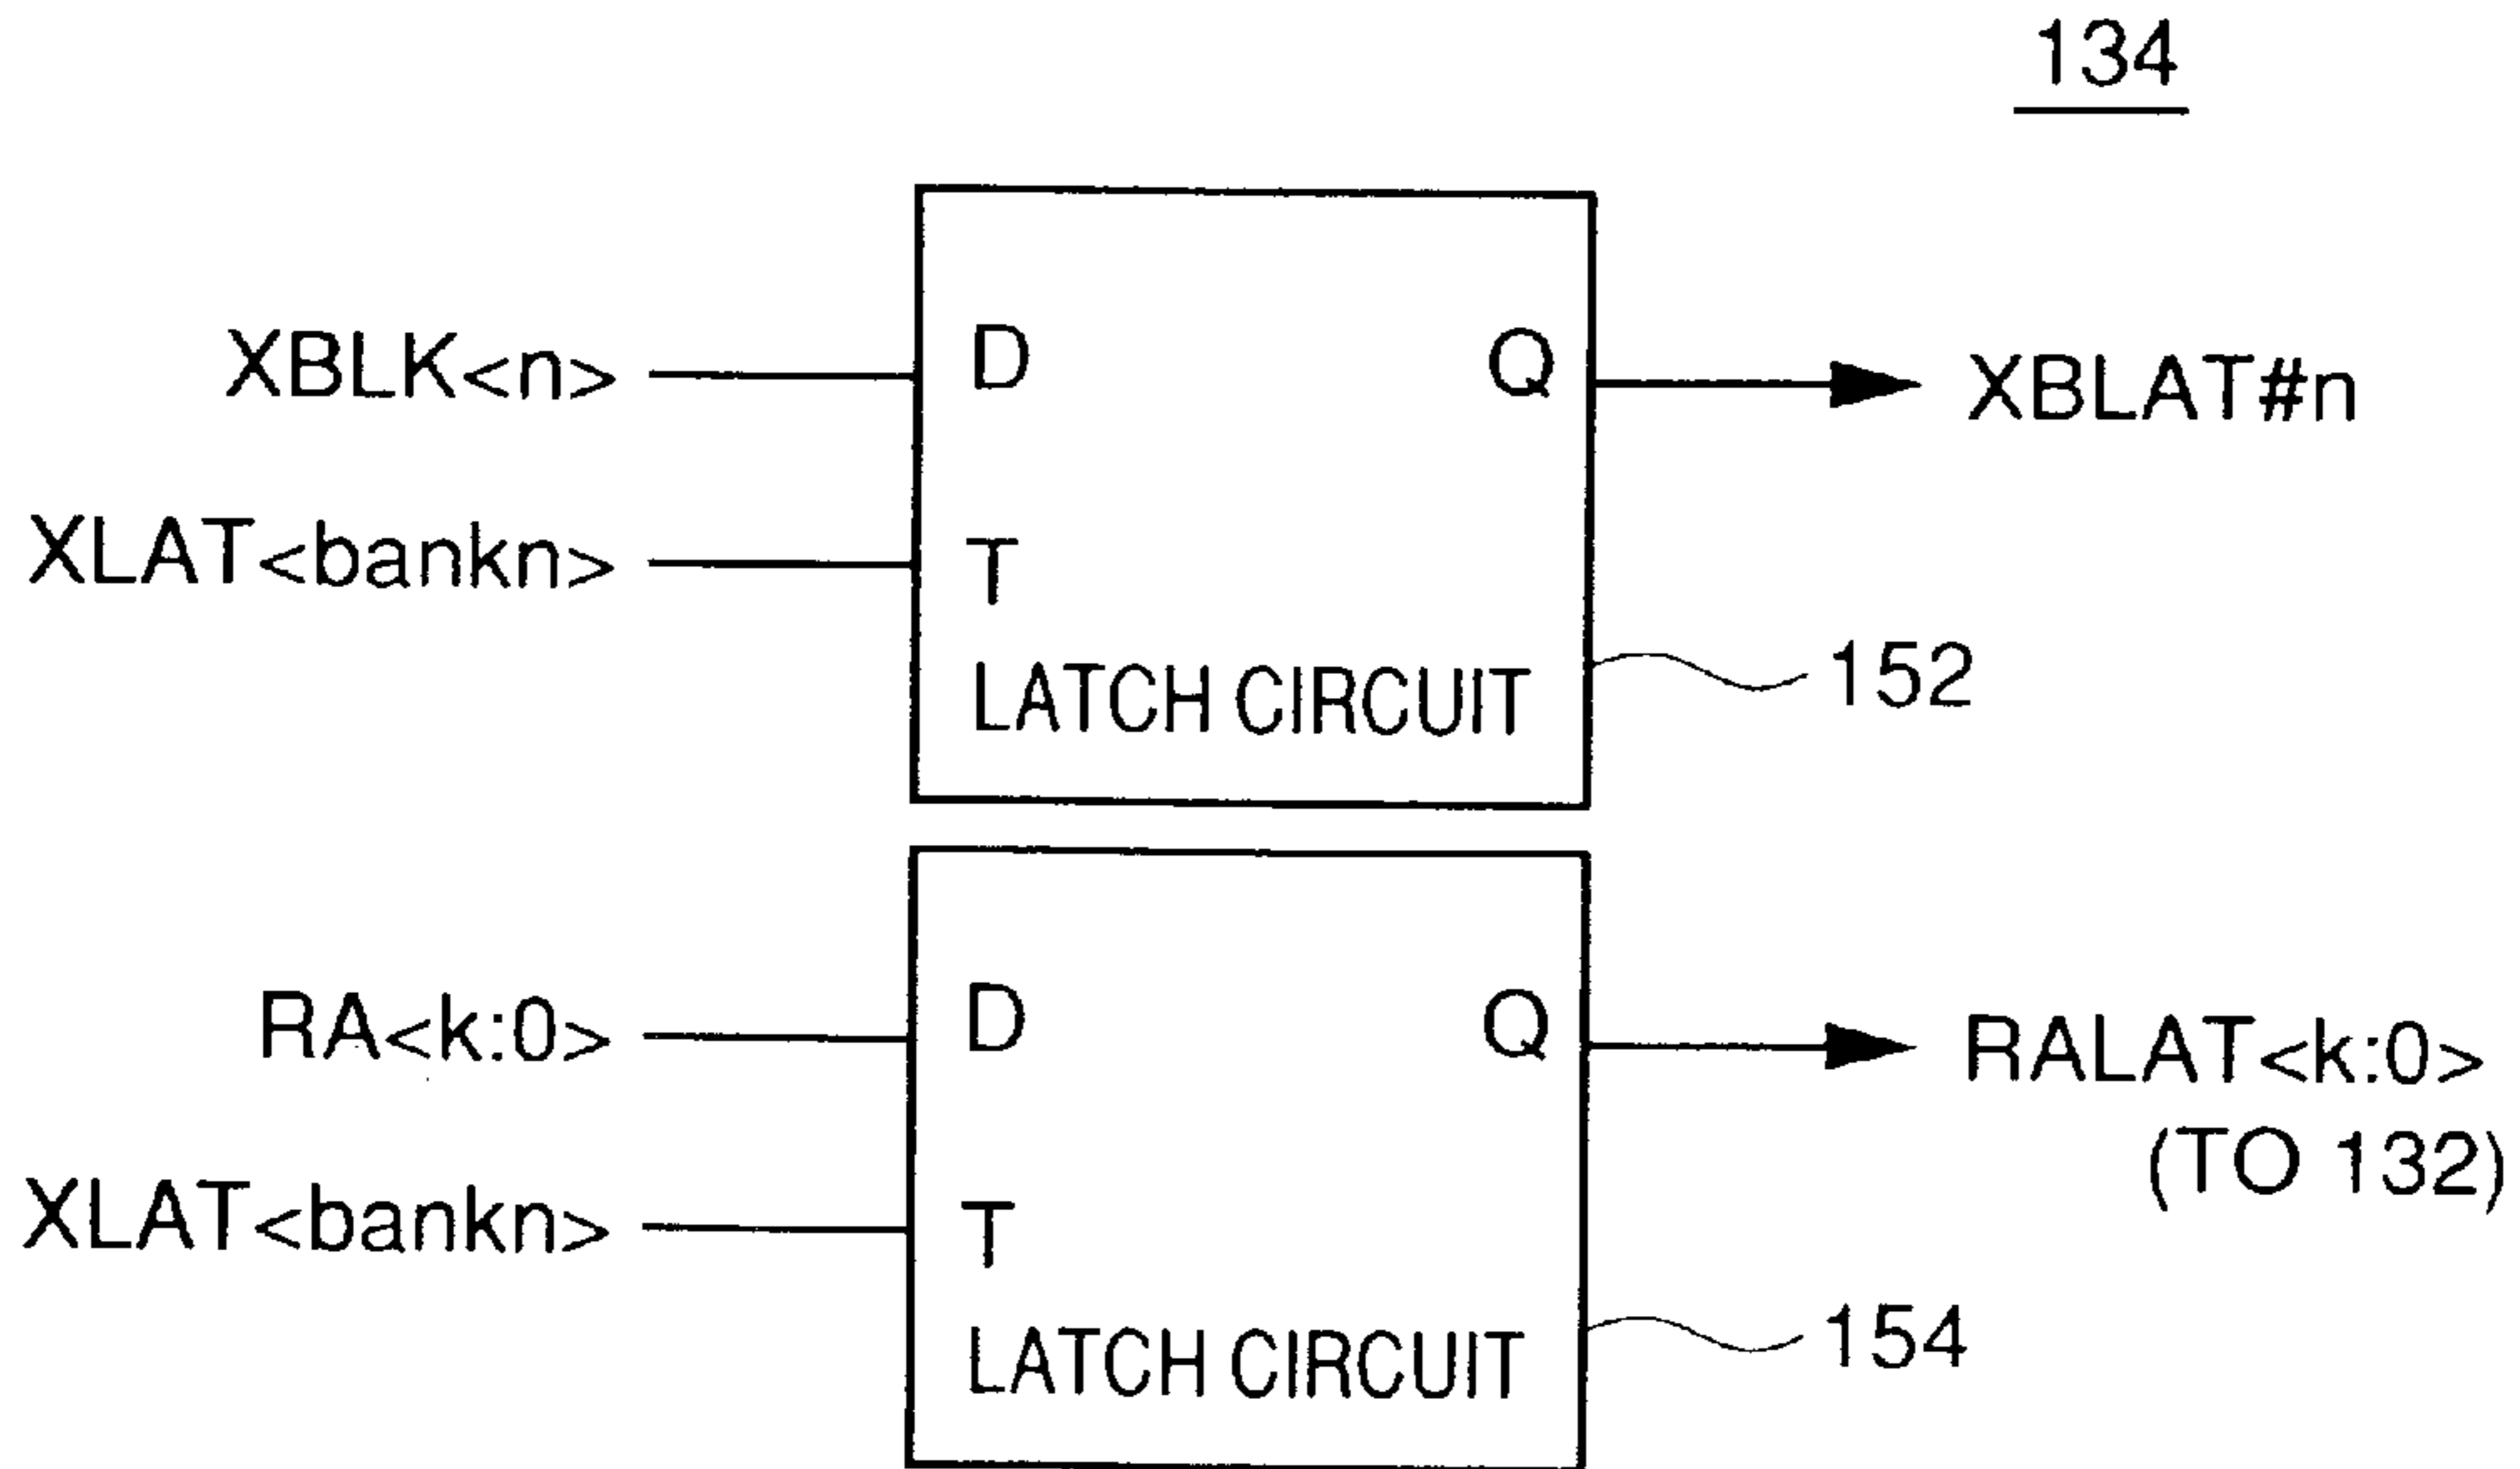 134
XBLK<n>
D
Q
XBLAT#n
XLAT<bankn>
T
LATCH CIRCUIT
152
RA<k:0>
D
Q
RALAT<k:0>
(TO 132)
XLAT<bankn>
T
LATCH CIRCUIT
154